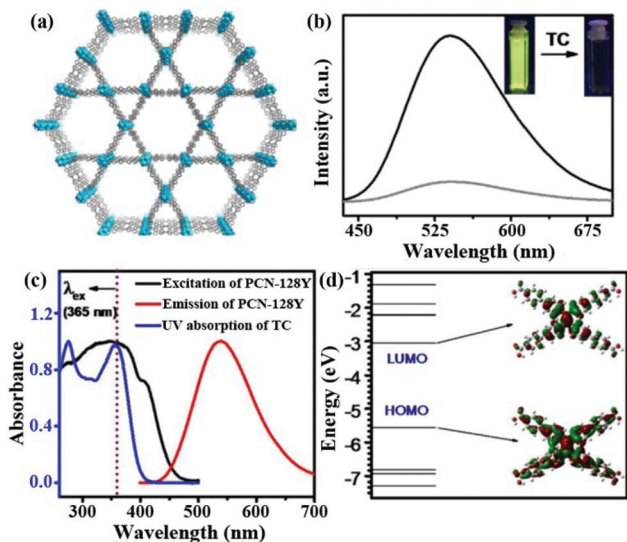 (a)
(b)
TC
Intensity (a.u.)
450 525 600 675
Wavelength (nm)
(c)
λex
(365 nm)
Excitation of PCN-128Y
Emission of PCN-128Y
UV absorption of TC
1.2
0.8
0.4
0.0
Absorbance
300 400 500 600 700
Wavelength (nm)
(d)
-1
-2
-3
-4
-5
-6
-7
Energy (eV)
LUMO
HOMO